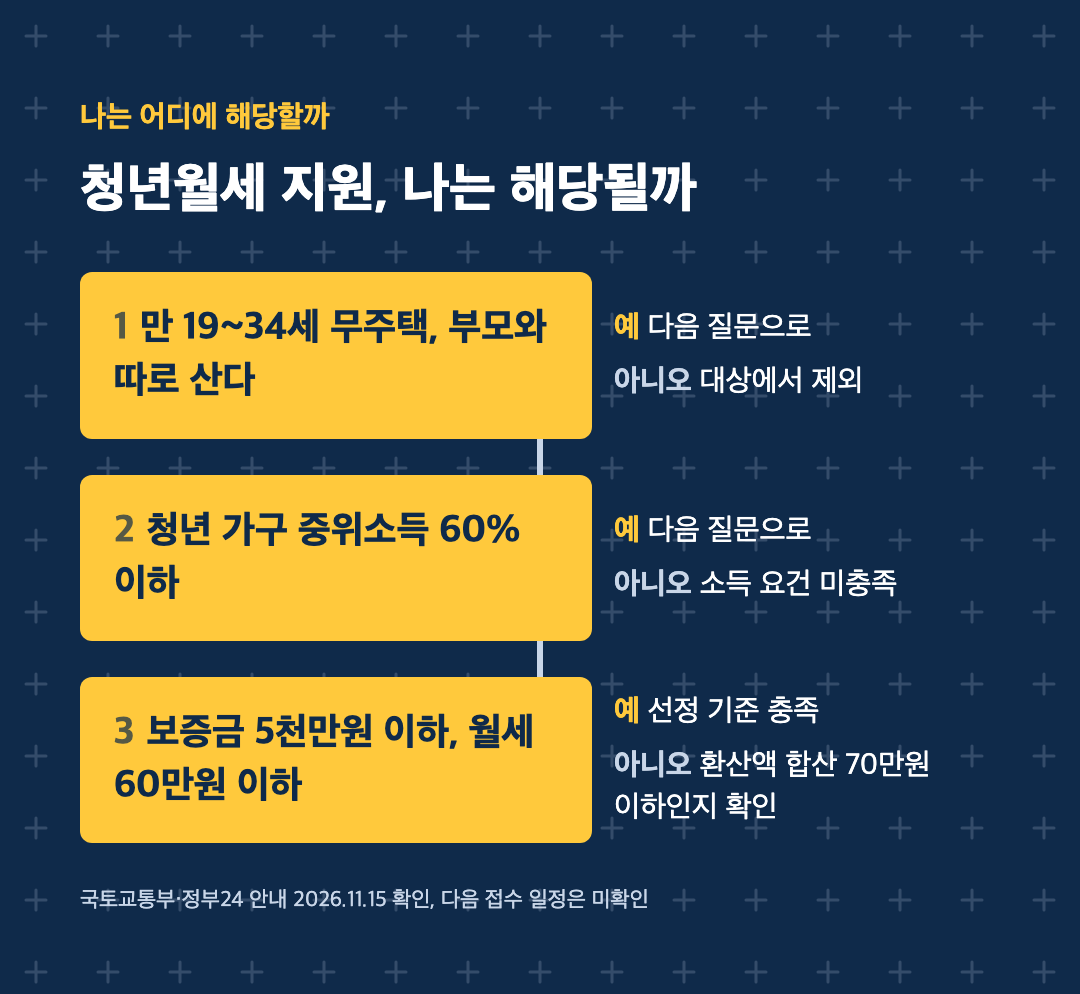 나는 어디에 해당할까
청년월세 지원, 나는 해당될까
1 만 19~34세 무주택, 부모와
따로 산다
예 다음 질문으로
아니오 대상에서 제외
2 청년 가구 중위소득 60%
이하
예 다음 질문으로
아니오 소득 요건 미충족
3 보증금 5천만원 이하, 월세
60만원 이하
예 선정 기준 충족
아니오 환산액 합산 70만원
이하인지 확인
국토교통부·정부24 안내 2026.11.15 확인, 다음 접수 일정은 미확인